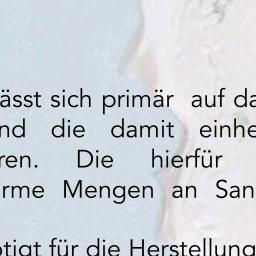 ässt sich primär auf da
nd die damit einhe
ren. Die hierfür
rme Mengen an San
ötigt für die Herstellung